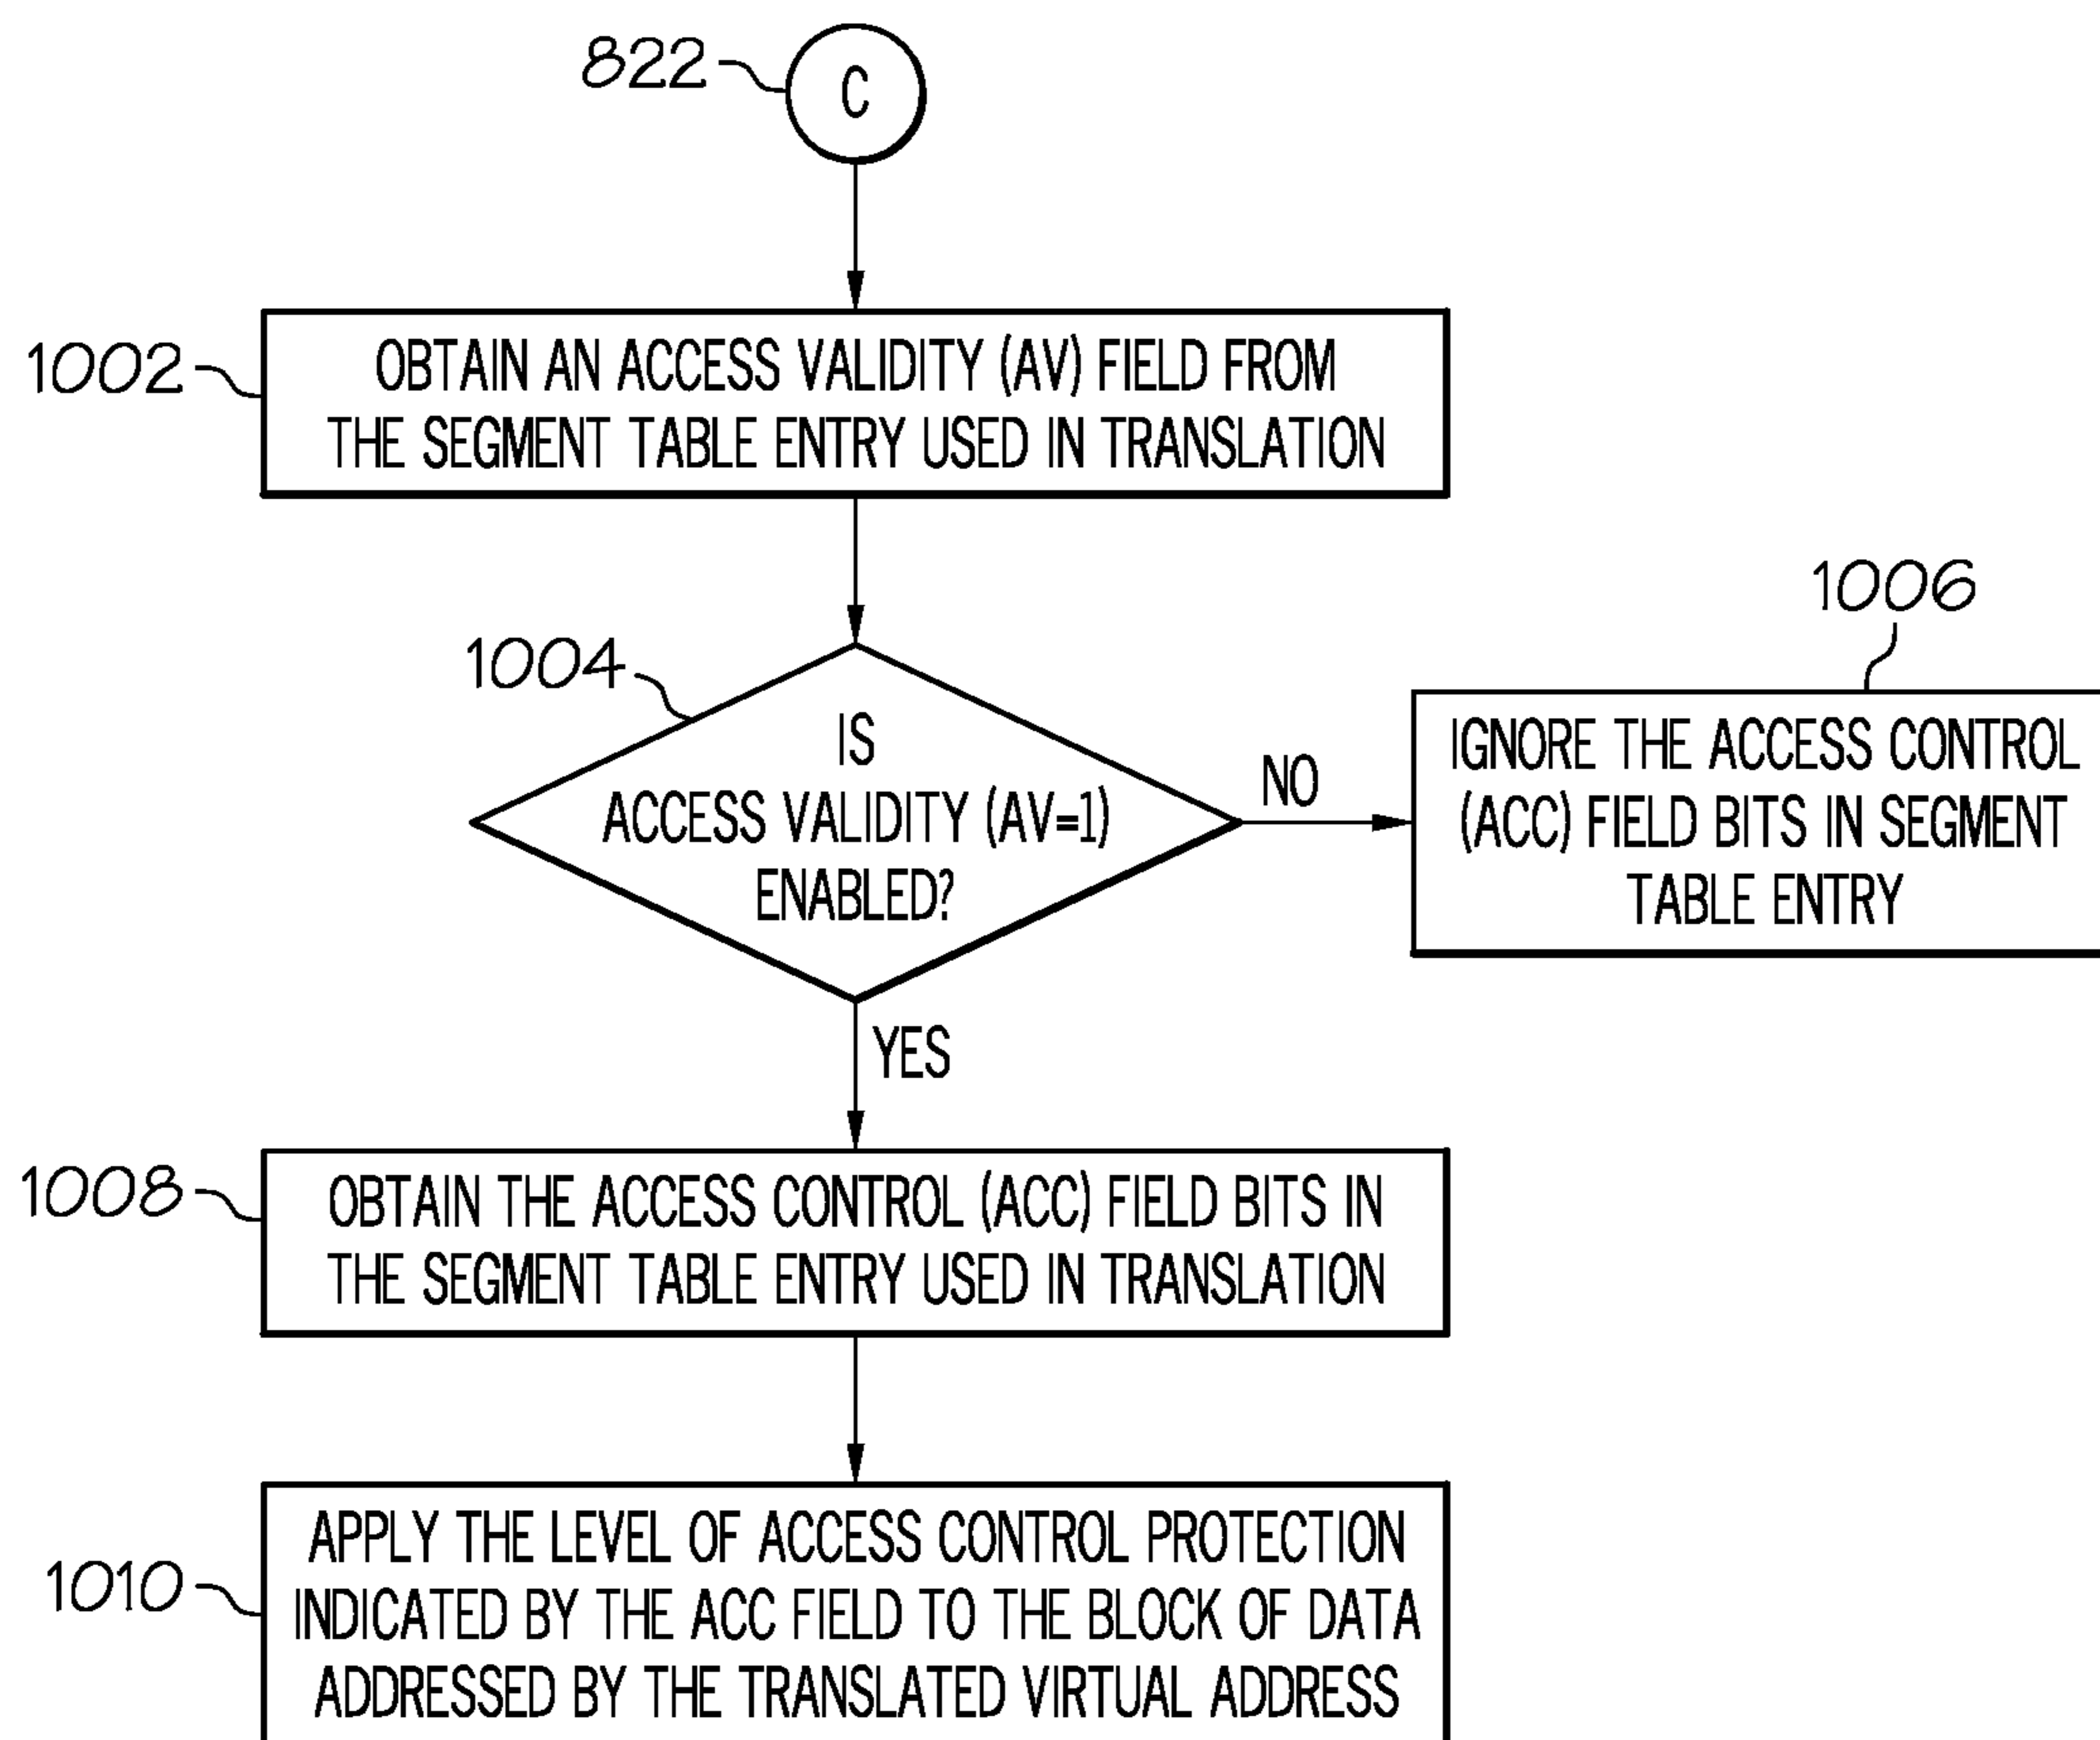 822
C
1002
OBTAIN AN ACCESS VALIDITY (AV) FIELD FROM
THE SEGMENT TABLE ENTRY USED IN TRANSLATION
1004
IS
ACCESS VALIDITY (AV=1)
ENABLED?
NO
1006
IGNORE THE ACCESS CONTROL
(ACC) FIELD BITS IN SEGMENT
TABLE ENTRY
YES
1008
OBTAIN THE ACCESS CONTROL (ACC) FIELD BITS IN
THE SEGMENT TABLE ENTRY USED IN TRANSLATION
1010
APPLY THE LEVEL OF ACCESS CONTROL PROTECTION
INDICATED BY THE ACC FIELD TO THE BLOCK OF DATA
ADDRESSED BY THE TRANSLATED VIRTUAL ADDRESS